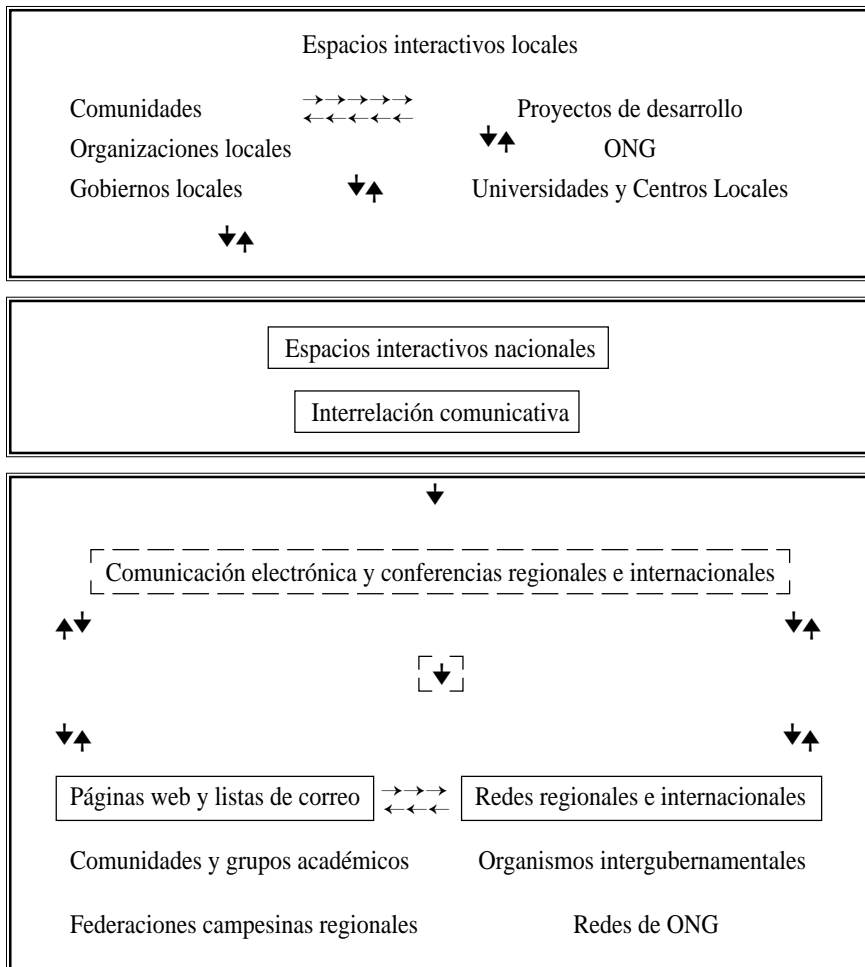 Espacios interactivos locales
Comunidades Proyectos de desarrollo
Organizaciones locales ONG
Gobiernos locales Universidades y Centros Locales
Espacios interactivos nacionales
Interrelación comunicativa
Comunicación electrónica y conferencias regionales e internacionales
Páginas web y listas de correo Redes regionales e internacionales
Comunidades y grupos académicos Organismos intergubernamentales
Federaciones campesinas regionales Redes de ONG